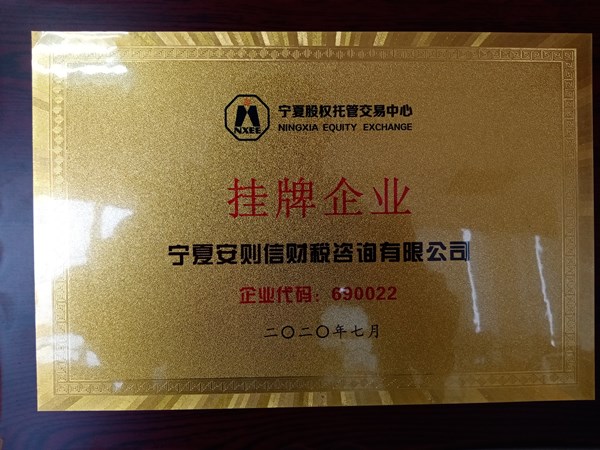 宁夏股权托管交易中心
NXEE
NINGXIA EQUITY EXCHANGE
挂牌企业
宁夏安则信财税咨询有限公司
企业代码：690022
二〇二〇年七月